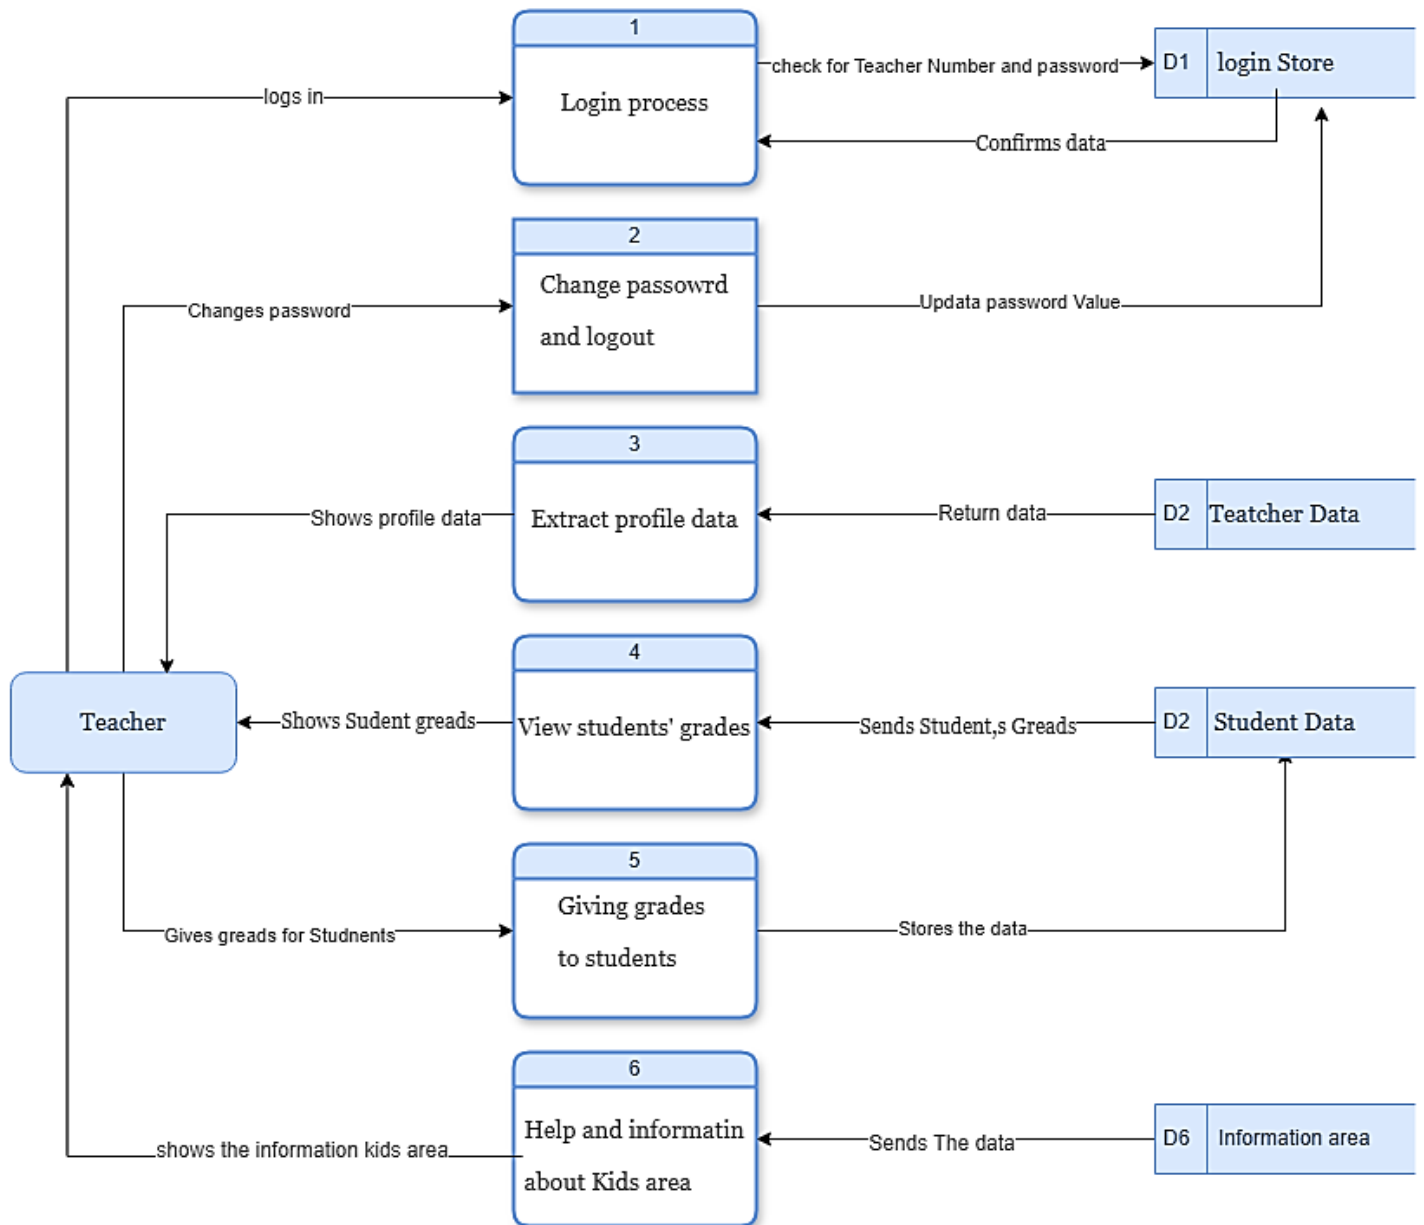 1
logs in
Login process
check for Teacher Number and password
D1
login Store
Confirms data
2
Changes password
Change passowrd
and logout
Updata password Value
3
Shows profile data
Extract profile data
Return data
D2
Teatcher Data
4
Teacher
Shows Sudent greads
View students' grades
Sends Student,s Greads
D2
Student Data
5
Gives greads for Studnents
Giving grades
to students
Stores the data
6
shows the information kids area
Help and informatin
about Kids area
Sends The data
D6
Information area